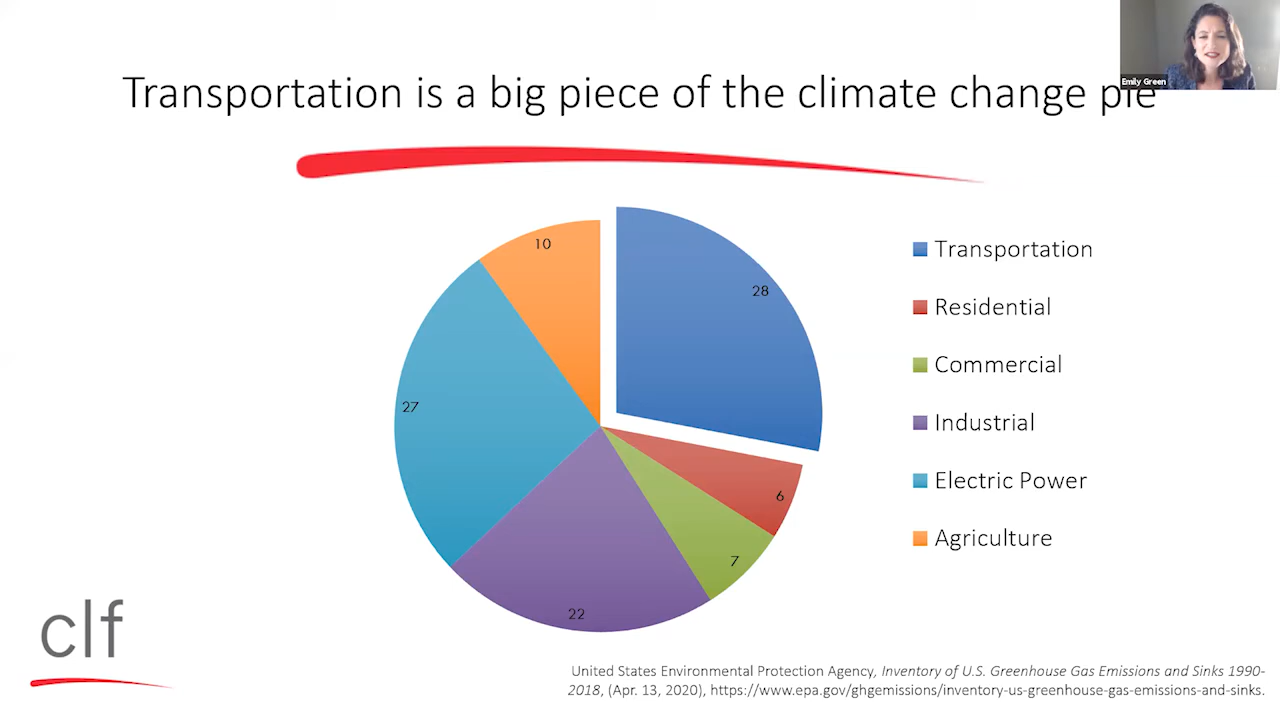 Emily Green
Transportation is a big piece of the climate change pie
10
28
27
6
7
22
Transportation
Residential
Commercial
Industrial
Electric Power
Agriculture
clf
United States Environmental Protection Agency, Inventory of U.S. Greenhouse Gas Emissions and Sinks 1990-
2018, (Apr. 13, 2020), https://www.epa.gov/ghgemissions/inventory-us-greenhouse-gas-emissions-and-sinks.